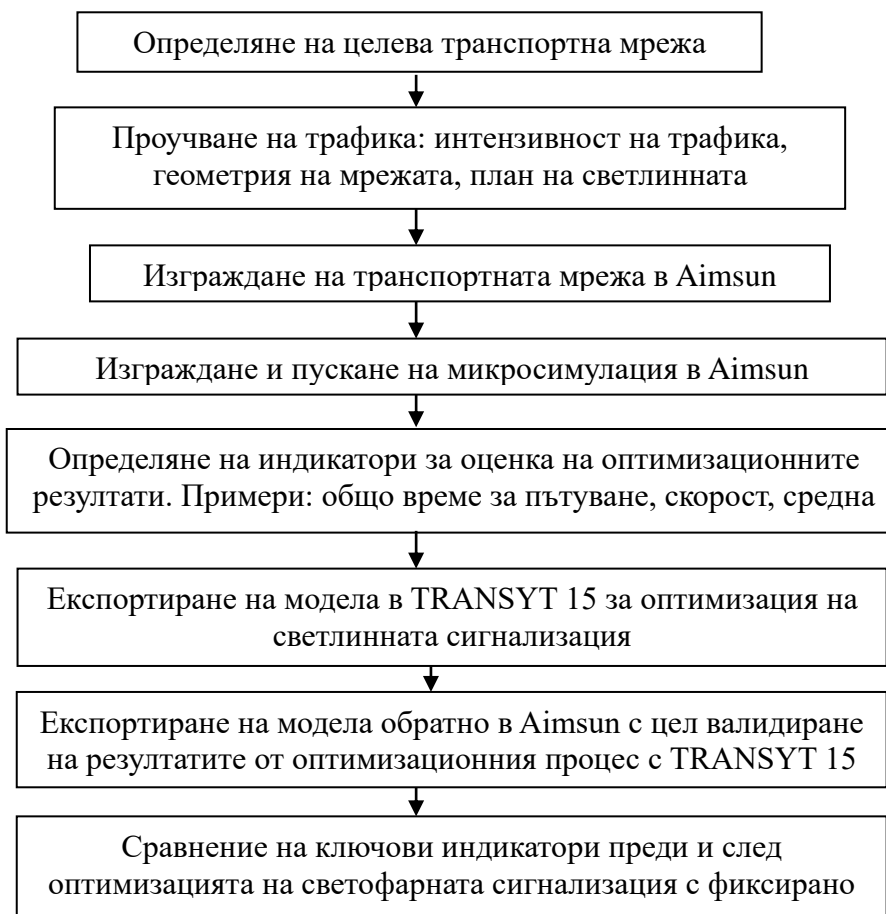 Определяне на целева транспортна мрежа
Проучване на трафика: интензивност на трафика,
геометрия на мрежата, план на светлинната
Изграждане на транспортната мрежа в Aimsun
Изграждане и пускане на микросимулация в Aimsun
Определяне на индикатори за оценка на оптимизационните
резултати. Примери: общо време за пътуване, скорост, средна
Експортиране на модела в TRANSYT 15 за оптимизация на
светлинната сигнализация
Експортиране на модела обратно в Aimsun с цел валидиране
на резултатите от оптимизационния процес с TRANSYT 15
Сравнение на ключови индикатори преди и след
оптимизацията на светофарната сигнализация с фиксирано